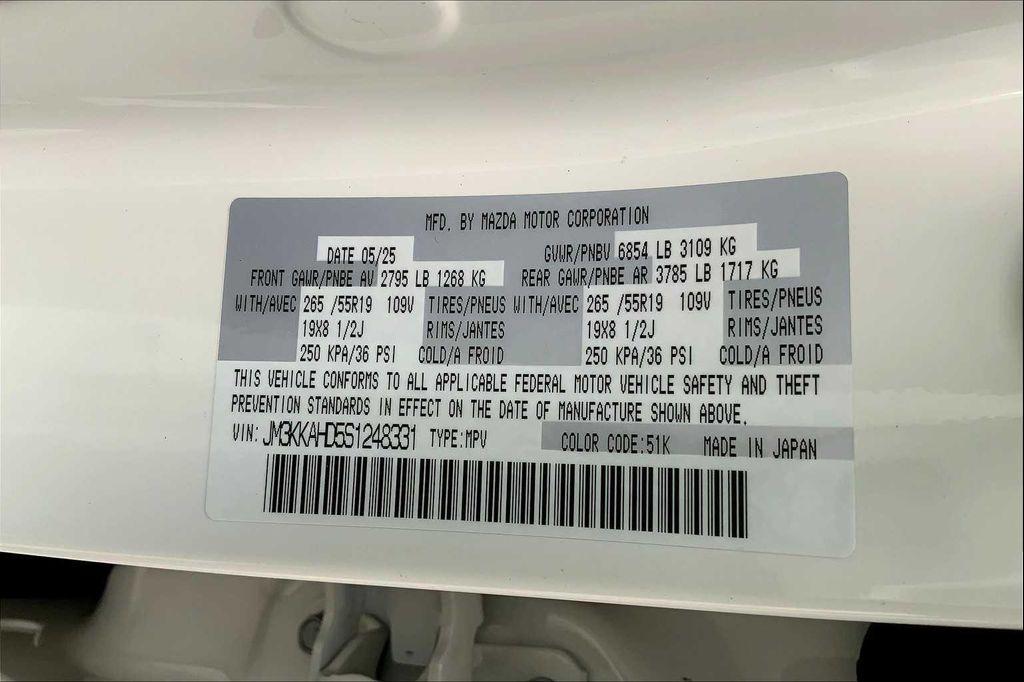 MFD. BY MAZDA MOTOR CORPORATION
DATE 05/25 GVWR/PNBV 6854 LB 3109 KG
FRONT GAWR/PNBE AV 2795 LB 1268 KG REAR GAWR/PNBE AR 3785 LB 1717 KG
WITH/AVEC 265 /55R19 109V TIRES/PNEUS WITH/AVEC 265 /55R19 109V TIRES/PNEUS
19X8 1/2J RIMS/JANTES 19X8 1/2J RIMS/JANTES
250 KPA/36 PSI COLD/A FROID 250 KPA/36 PSI COLD/A FROID
THIS VEHICLE CONFORMS TO ALL APPLICABLE FEDERAL MOTOR VEHICLE SAFETY AND THEFT
PREVENTION STANDARDS IN EFFECT ON THE DATE OF MANUFACTURE SHOWN ABOVE.
VIN: JM3KKAHD5S1248331 TYPE:MPV COLOR CODE:51K MADE IN JAPAN